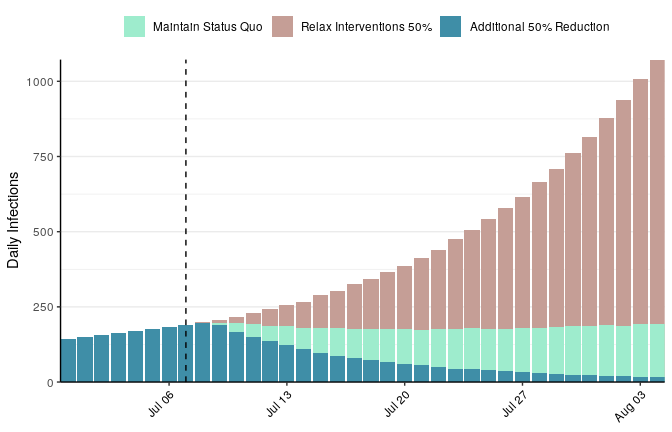 Maintain Status Quo Relax Interventions 50% Additional 50% Reduction
Daily Infections
1000
750
500
250
0
Jul 06 Jul 13 Jul 20 Jul 27 Aug 03